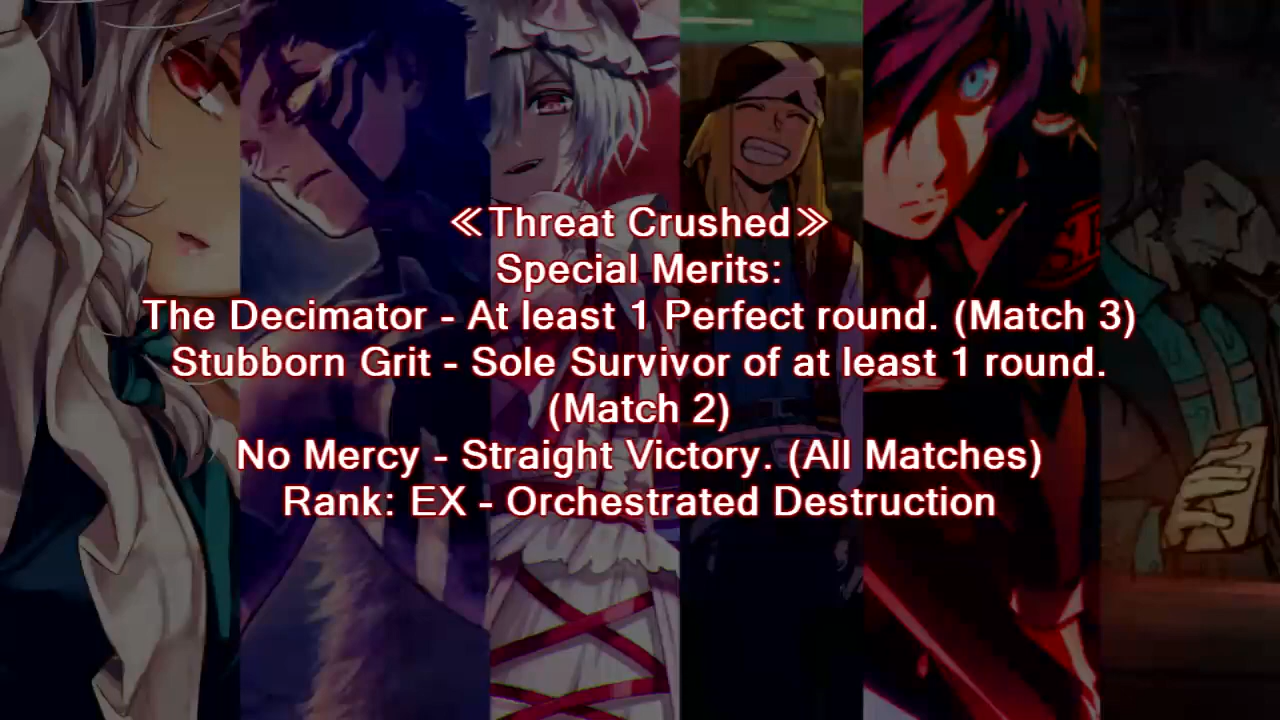 ≪Threat Crushed≫
Special Merits:
The Decimator - At least 1 Perfect round. (Match 3)
Stubborn Grit - Sole Survivor of at least 1 round.
(Match 2)
No Mercy - Straight Victory. (All Matches)
Rank: EX - Orchestrated Destruction